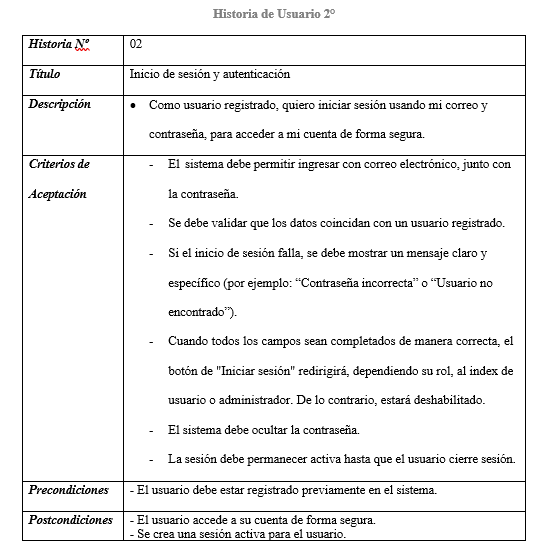 Historia de Usuario 2°
Historia Nº 02
Título Inicio de sesión y autenticación
Descripción • Como usuario registrado, quiero iniciar sesión usando mi correo y
contraseña, para acceder a mi cuenta de forma segura.
Criterios de - El sistema debe permitir ingresar con correo electrónico, junto con
Aceptación la contraseña.
- Se debe validar que los datos coincidan con un usuario registrado.
- Si el inicio de sesión falla, se debe mostrar un mensaje claro y
específico (por ejemplo: “Contraseña incorrecta” o “Usuario no
encontrado”).
- Cuando todos los campos sean completados de manera correcta, el
botón de "Iniciar sesión" redirigirá, dependiendo su rol, al index de
usuario o administrador. De lo contrario, estará deshabilitado.
- El sistema debe ocultar la contraseña.
- La sesión debe permanecer activa hasta que el usuario cierre sesión.
Precondiciones - El usuario debe estar registrado previamente en el sistema.
Postcondiciones - El usuario accede a su cuenta de forma segura.
- Se crea una sesión activa para el usuario.